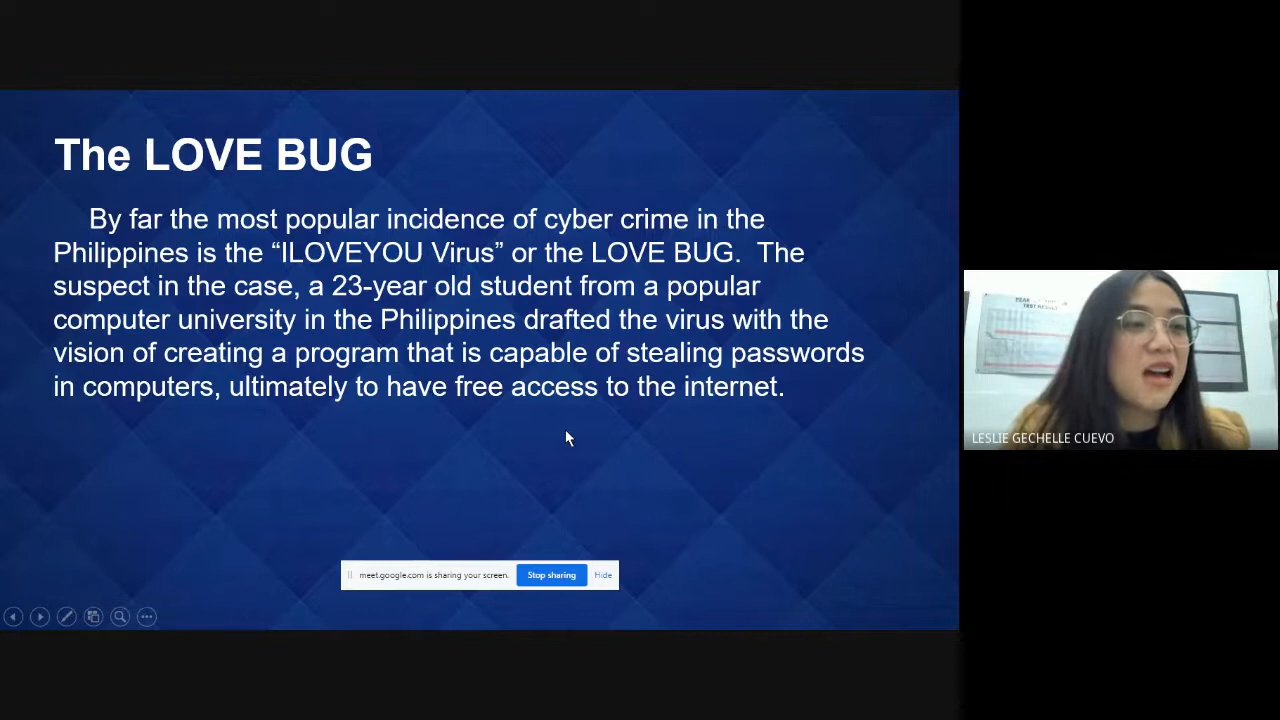 The LOVE BUG
By far the most popular incidence of cyber crime in the
Philippines is the “ILOVEYOU Virus” or the LOVE BUG.  The
suspect in the case, a 23-year old student from a popular
computer university in the Philippines drafted the virus with the
vision of creating a program that is capable of stealing passwords
in computers, ultimately to have free access to the internet.
meet.google.com is sharing your screen. Stop sharing Hide
TEST RESULT
LESLIE GECHELLE CUEVO